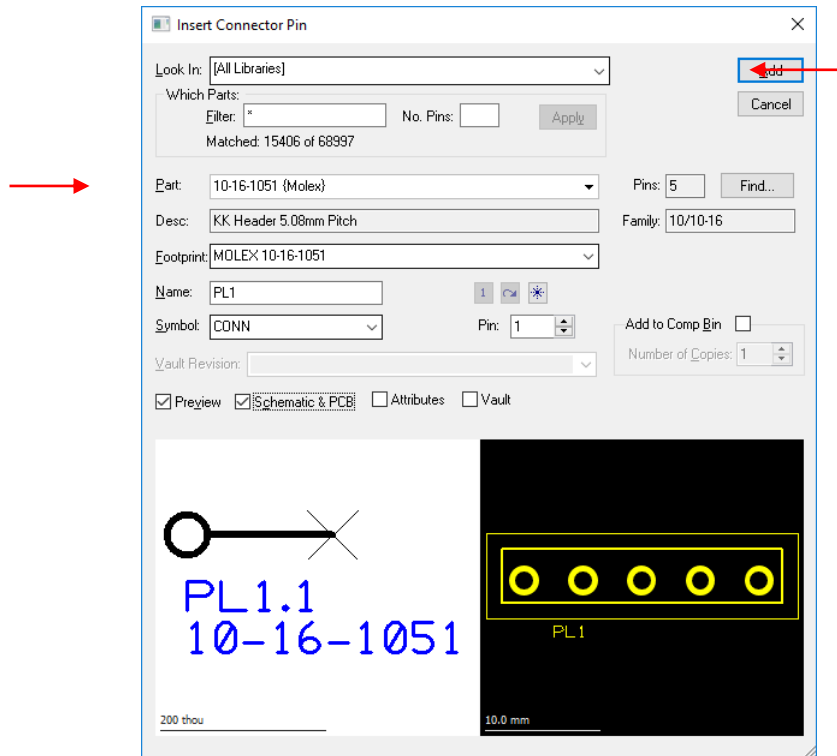 Insert Connector Pin
Look In: [All Libraries]
Add
Which Parts:
Filter: * No. Pins: Apply
Cancel
Matched: 15406 of 68997
Part: 10-16-1051 {Molex} Pins: 5 Find...
Desc: KK Header 5.08mm Pitch Family: 10/10-16
Footprint: MOLEX 10-16-1051
Name: PL1 1
Symbol: CONN Pin: 1 Add to Comp Bin
Vault Revision: Number of Copies: 1
Preview Schematic & PCB Attributes Vault
PL1.1
10-16-1051
PL1
200 thou 10.0 mm